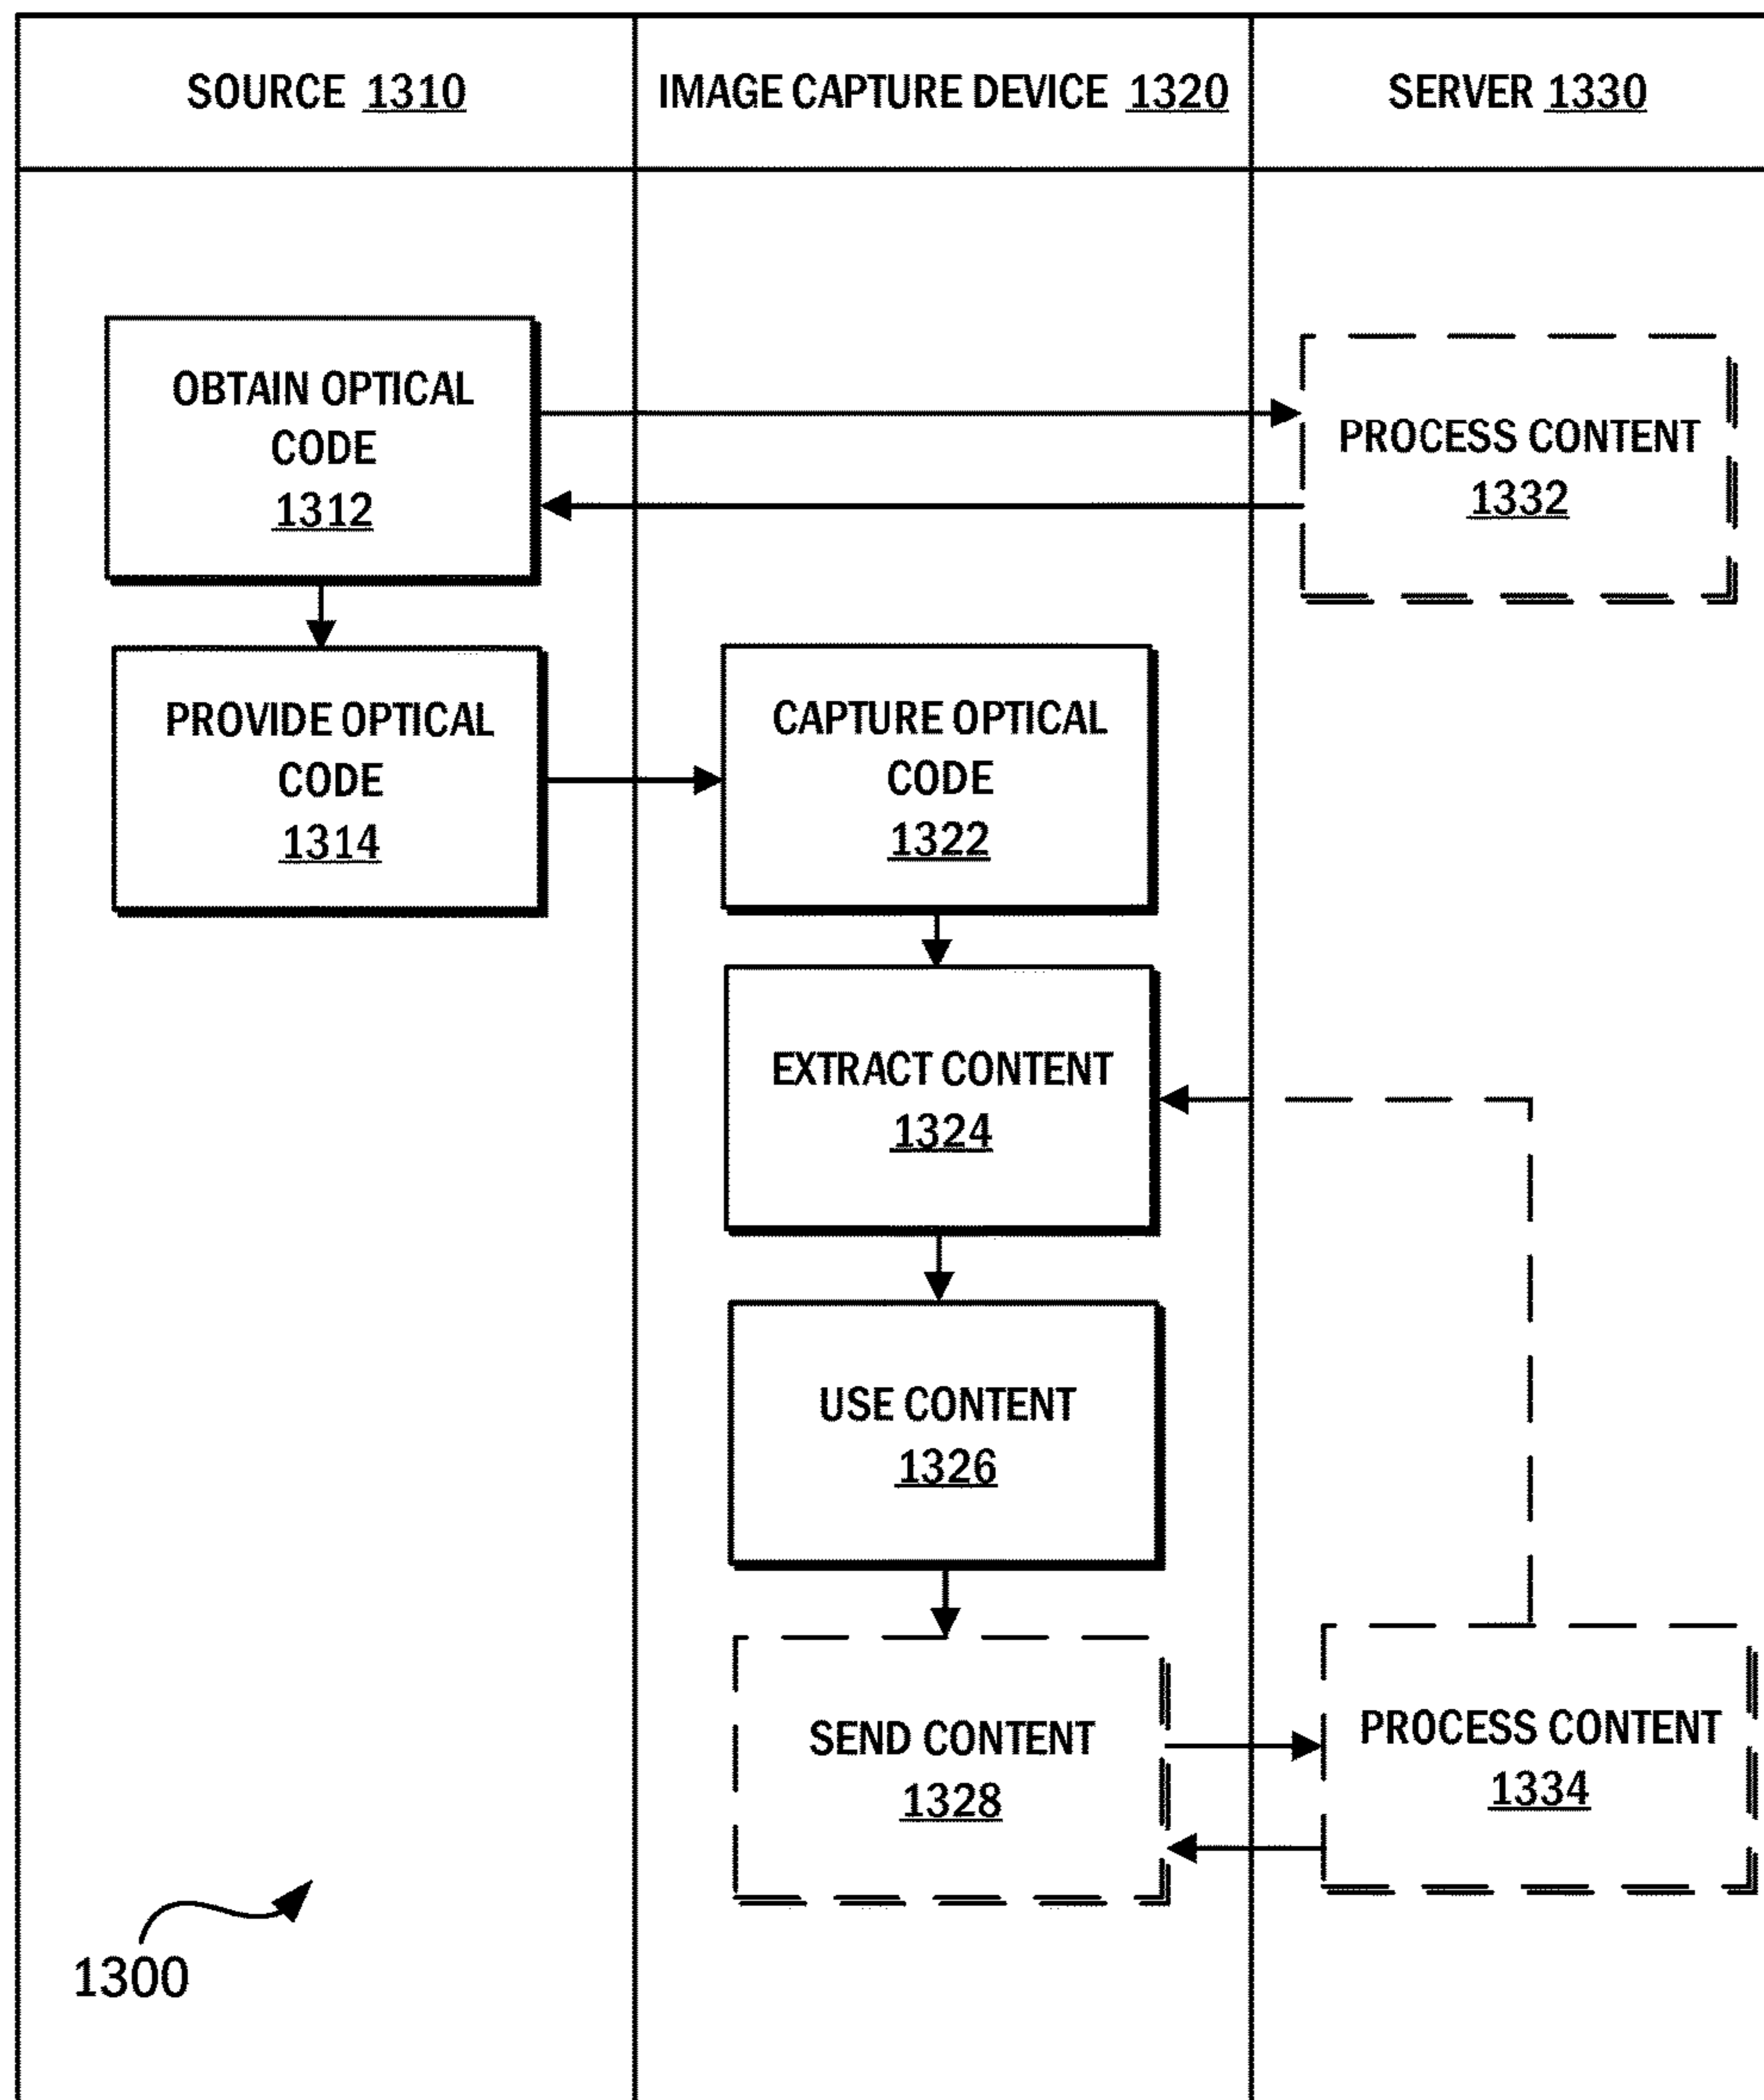 SOURCE 1310
IMAGE CAPTURE DEVICE 1320
SERVER 1330
OBTAIN OPTICAL
CODE
1312
PROCESS CONTENT
1332
PROVIDE OPTICAL
CODE
1314
CAPTURE OPTICAL
CODE
1322
EXTRACT CONTENT
1324
USE CONTENT
1326
SEND CONTENT
1328
PROCESS CONTENT
1334
1300